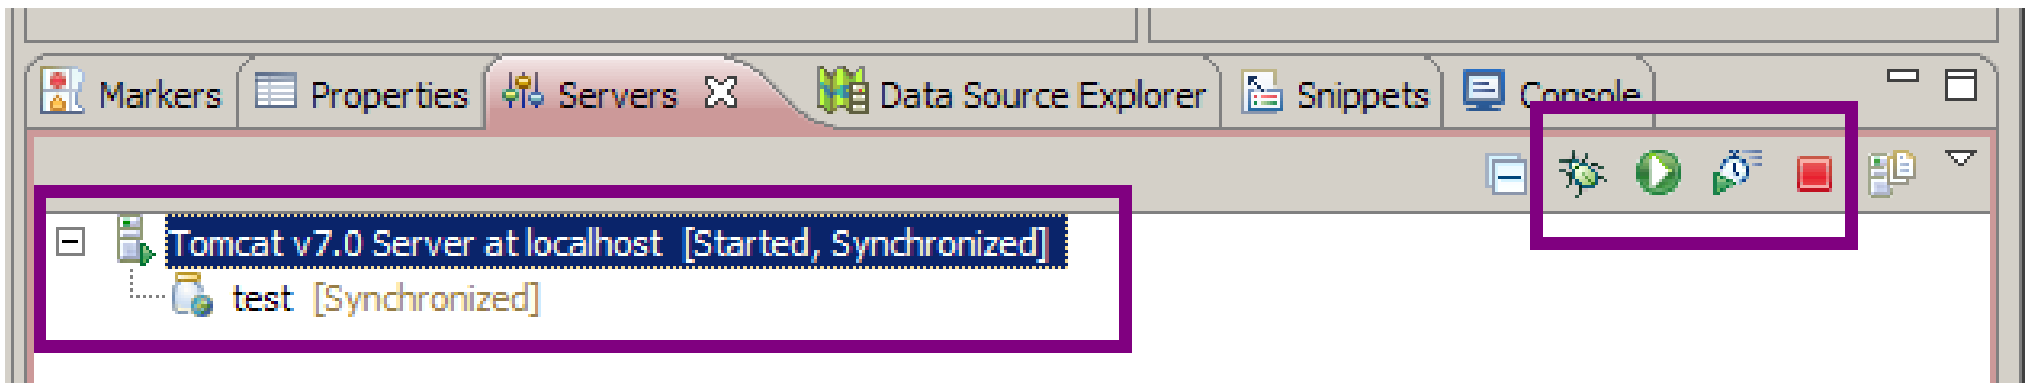 Markers Properties Servers Data Source Explorer Snippets Console
Tomcat v7.0 Server at localhost [Started, Synchronized]
test [Synchronized]